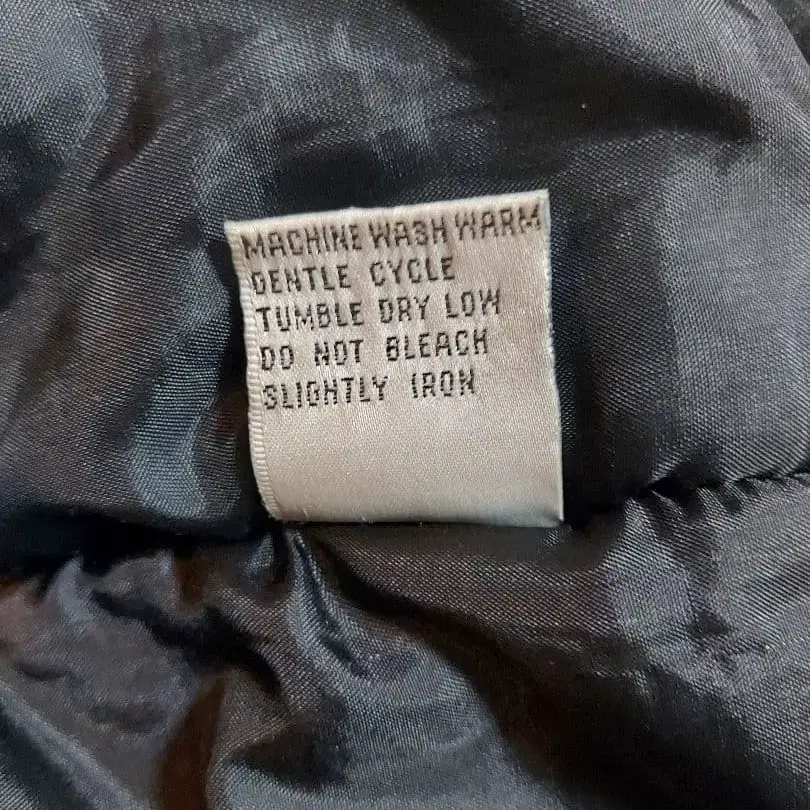 MACHINE WASH WARM
GENTLE CYCLE
TUMBLE DRY LOW
DO NOT BLEACH
SLIGHTLY IRON